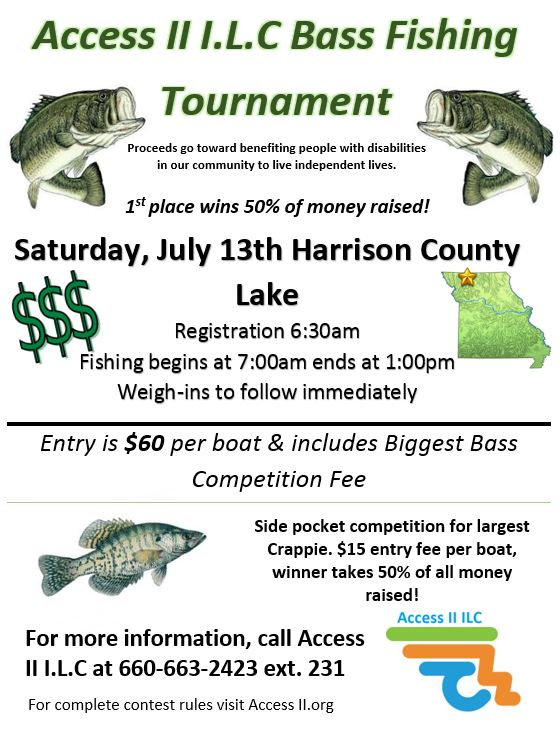 Access II I.L.C Bass Fishing
Tournament
Proceeds go toward benefiting people with disabilities
in our community to live independent lives.
1st place wins 50% of money raised!
Saturday, July 13th Harrison County
Lake
$$$
Registration 6:30am
Fishing begins at 7:00am ends at 1:00pm
Weigh-ins to follow immediately
Entry is $60 per boat & includes Biggest Bass
Competition Fee
Side pocket competition for largest
Crappie. $15 entry fee per boat,
winner takes 50% of all money
raised!
Access II ILC
For more information, call Access
II I.L.C at 660-663-2423 ext. 231
For complete contest rules visit Access II.org